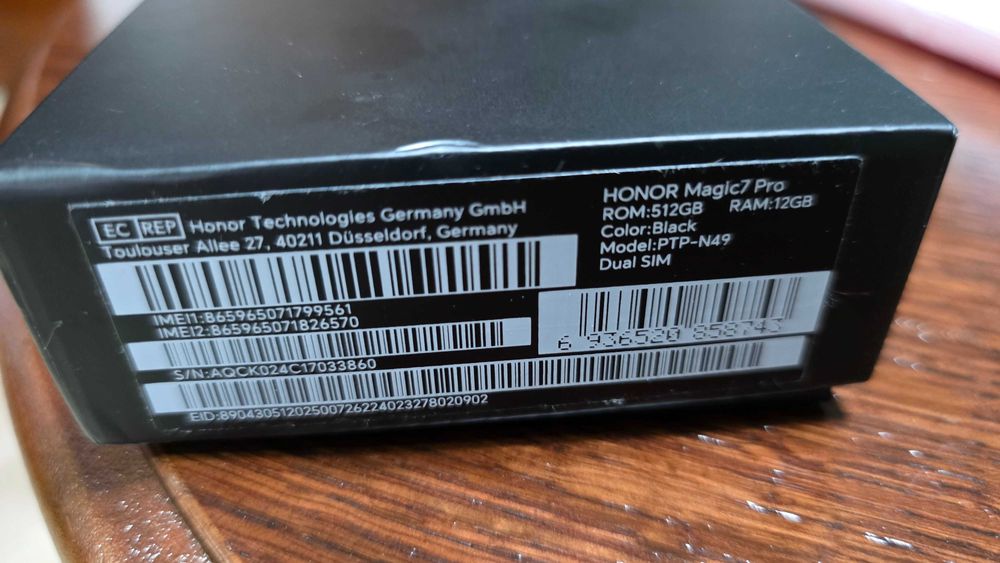 EC REP Honor Technologies Germany GmbH
Toulouser Allee 27, 40211 Düsseldorf, Germany
IMEI1:865965071799561
IMEI2:865965071826570
S/N:AQCK024C17033860
EID:89043051202500726224023278020902
HONOR Magic7 Pro
ROM:512GB RAM:12GB
Color:Black
Model:PTP-N49
Dual SIM
6 936520 858743